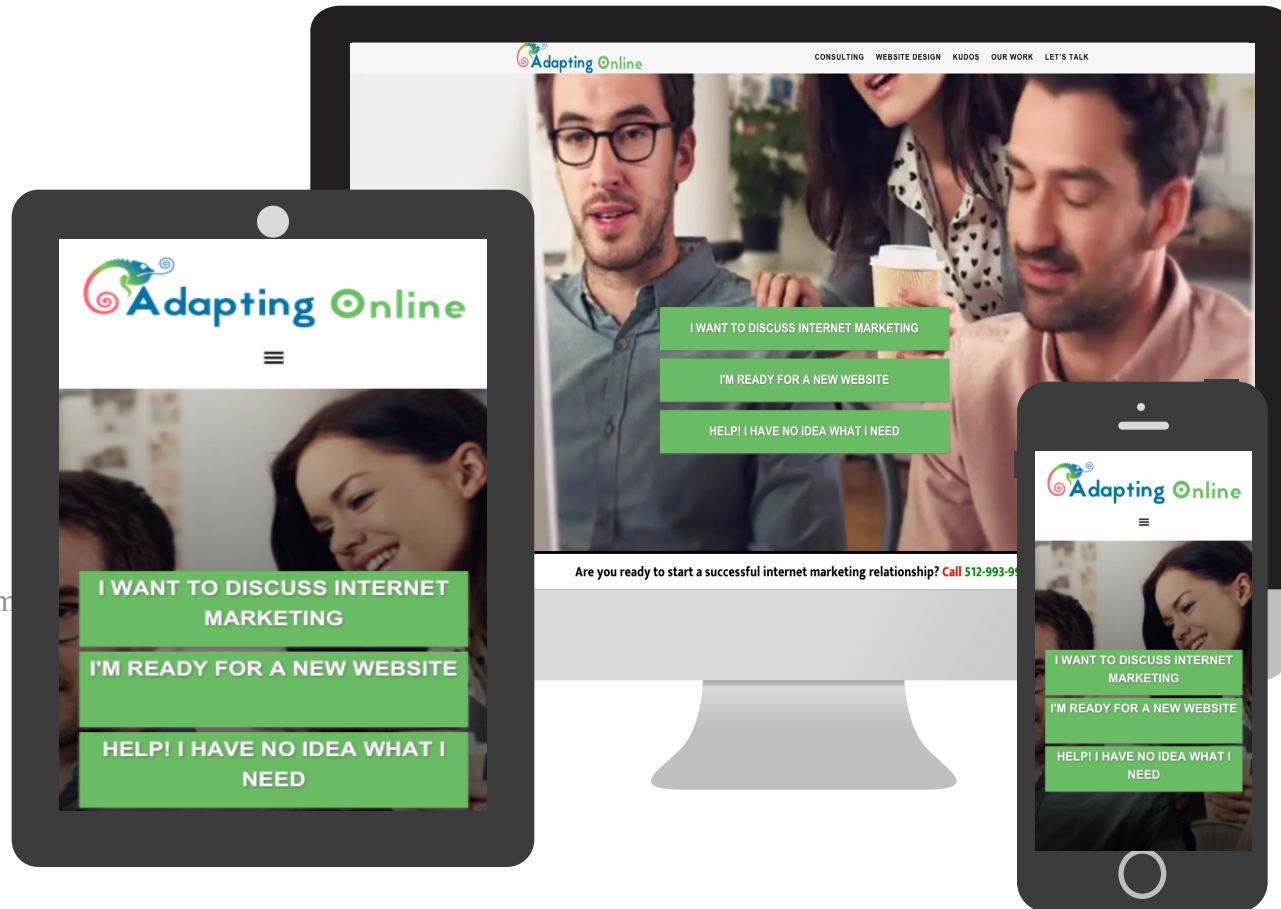 Adapting Online
CONSULTING WEBSITE DESIGN KUDOS OUR WORK LET'S TALK
I WANT TO DISCUSS INTERNET MARKETING
I'M READY FOR A NEW WEBSITE
HELP! I HAVE NO IDEA WHAT I NEED
Are you ready to start a successful internet marketing relationship? Call 512-993-99
Adapting Online
I WANT TO DISCUSS INTERNET
MARKETING
I'M READY FOR A NEW WEBSITE
HELP! I HAVE NO IDEA WHAT I
NEED
Adapting Online
I WANT TO DISCUSS INTERNET
MARKETING
I'M READY FOR A NEW WEBSITE
HELP! I HAVE NO IDEA WHAT I
NEED